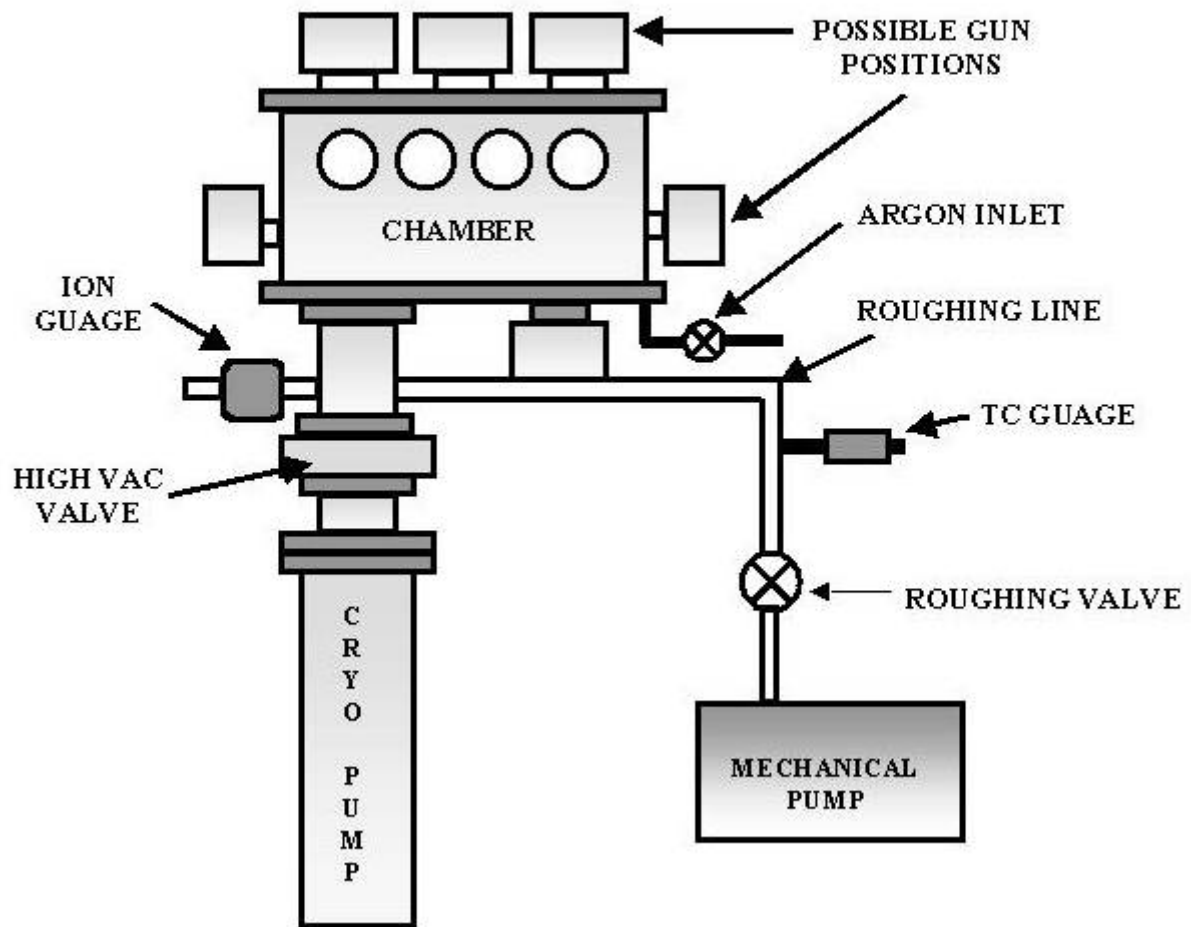 POSSIBLE GUN
POSITIONS
CHAMBER
ARGON INLET
ION
GUAGE
ROUGHING LINE
TC GUAGE
HIGH VAC
VALVE
ROUGHING VALVE
C
R
Y
O
P
U
M
P
MECHANICAL
PUMP